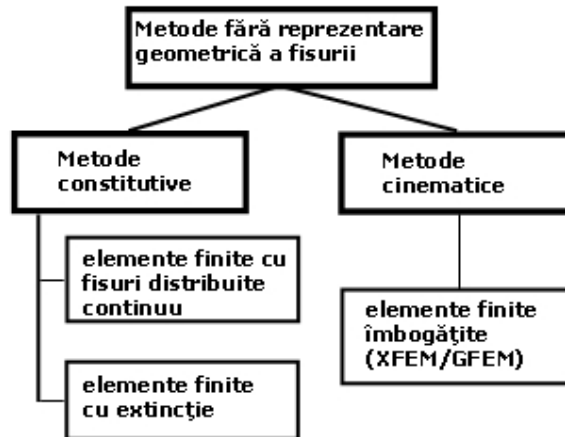 Metode fără reprezentare
geometrică a fisurii
Metode
constitutive
Metode
cinematice
elemente finite cu
fisuri distribuite
continuu
elemente finite
îmbogăţite
(XFEM/GFEM)
elemente finite
cu extincţie